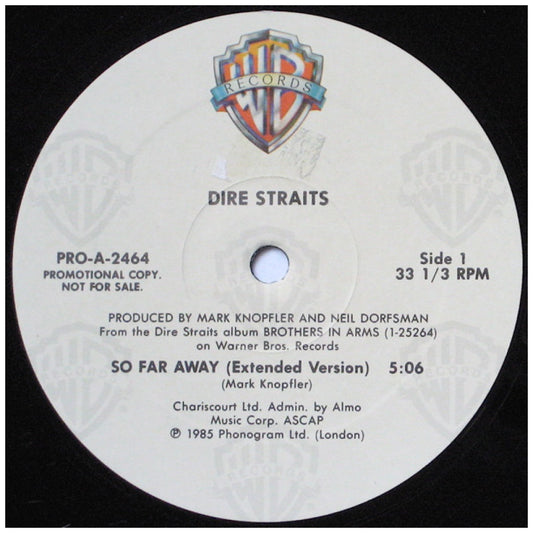 WB
RECORDS
DIRE STRAITS
PRO-A-2464
PROMOTIONAL COPY.
NOT FOR SALE.
Side 1
33 1/3 RPM
PRODUCED BY MARK KNOPFLER AND NEIL DORFSMAN
From the Dire Straits album BROTHERS IN ARMS (1-25264)
on Warner Bros. Records
SO FAR AWAY (Extended Version) 5:06
(Mark Knopfler)
Chariscourt Ltd. Admin. by Almo
Music Corp. ASCAP
℗ 1985 Phonogram Ltd. (London)